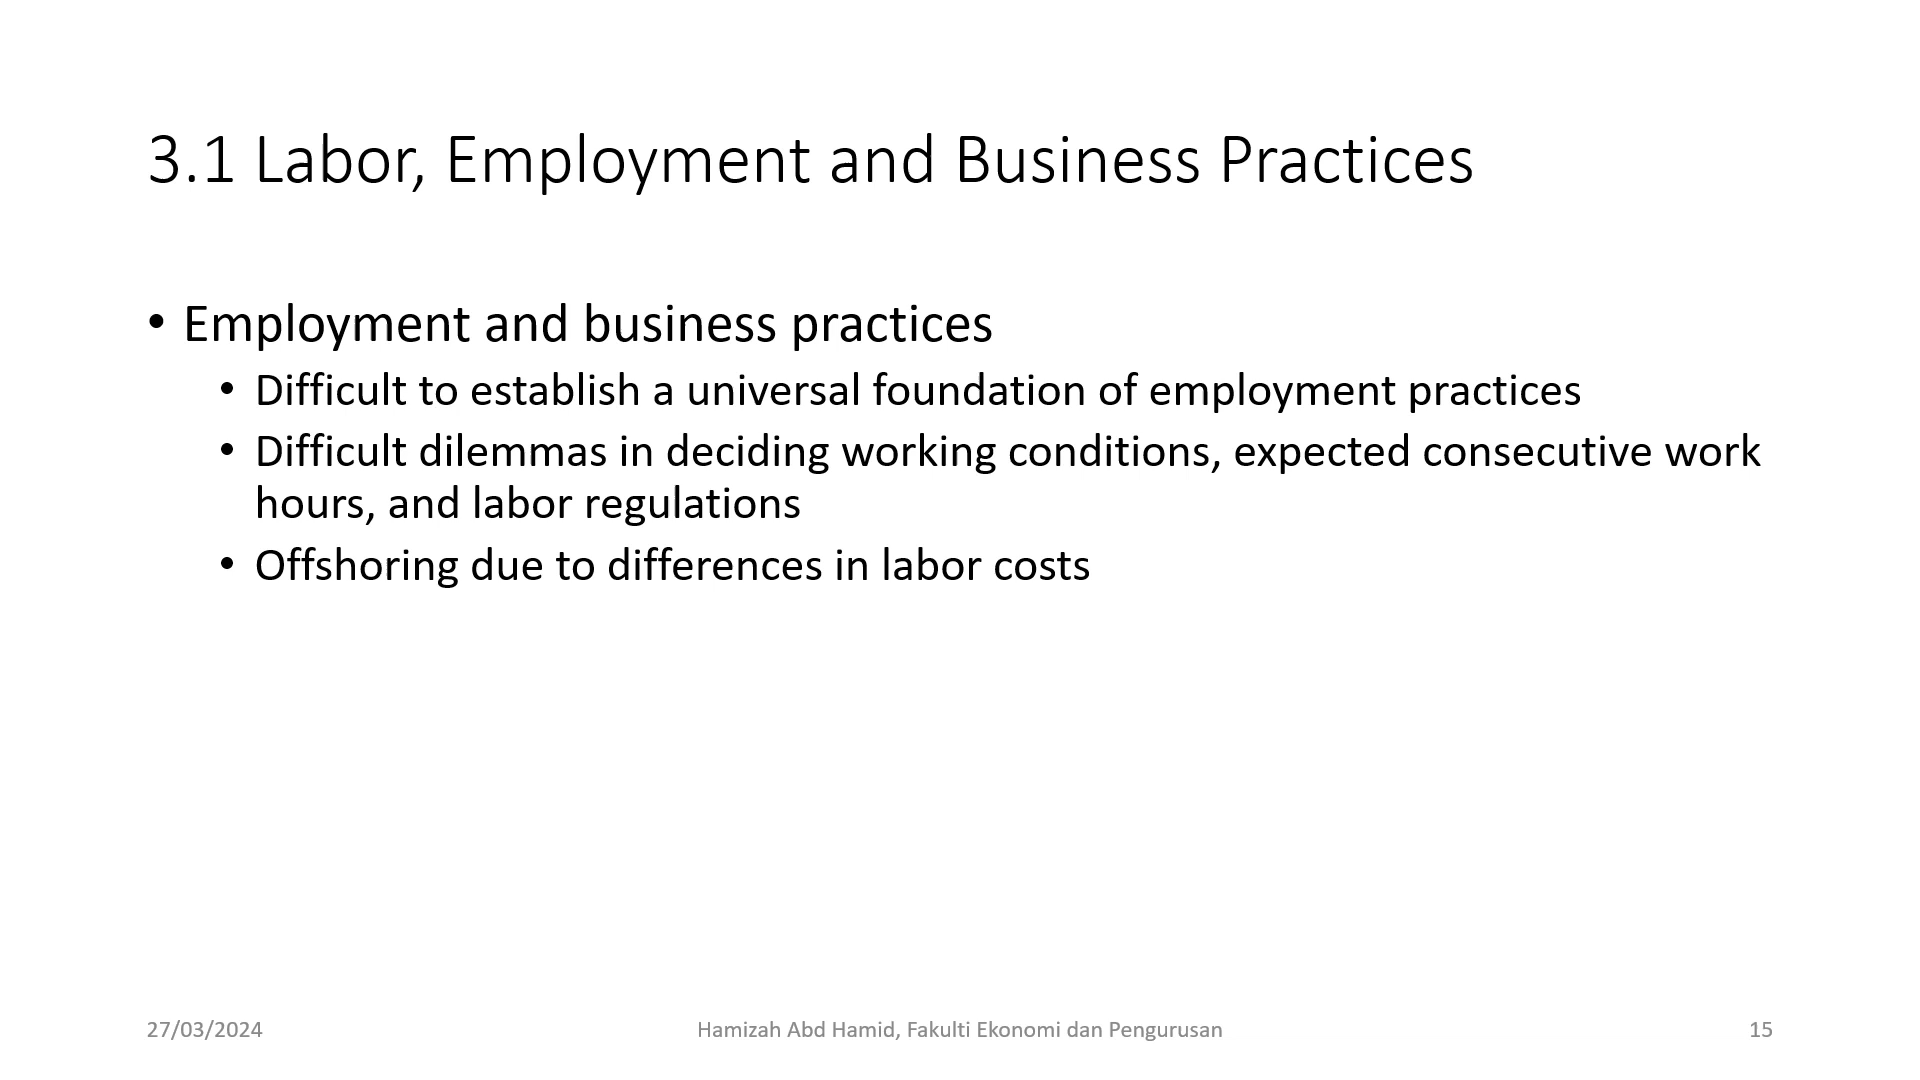 3.1 Labor, Employment and Business Practices
• Employment and business practices
• Difficult to establish a universal foundation of employment practices
• Difficult dilemmas in deciding working conditions, expected consecutive work
hours, and labor regulations
• Offshoring due to differences in labor costs
27/03/2024
Hamizah Abd Hamid, Fakulti Ekonomi dan Pengurusan
15